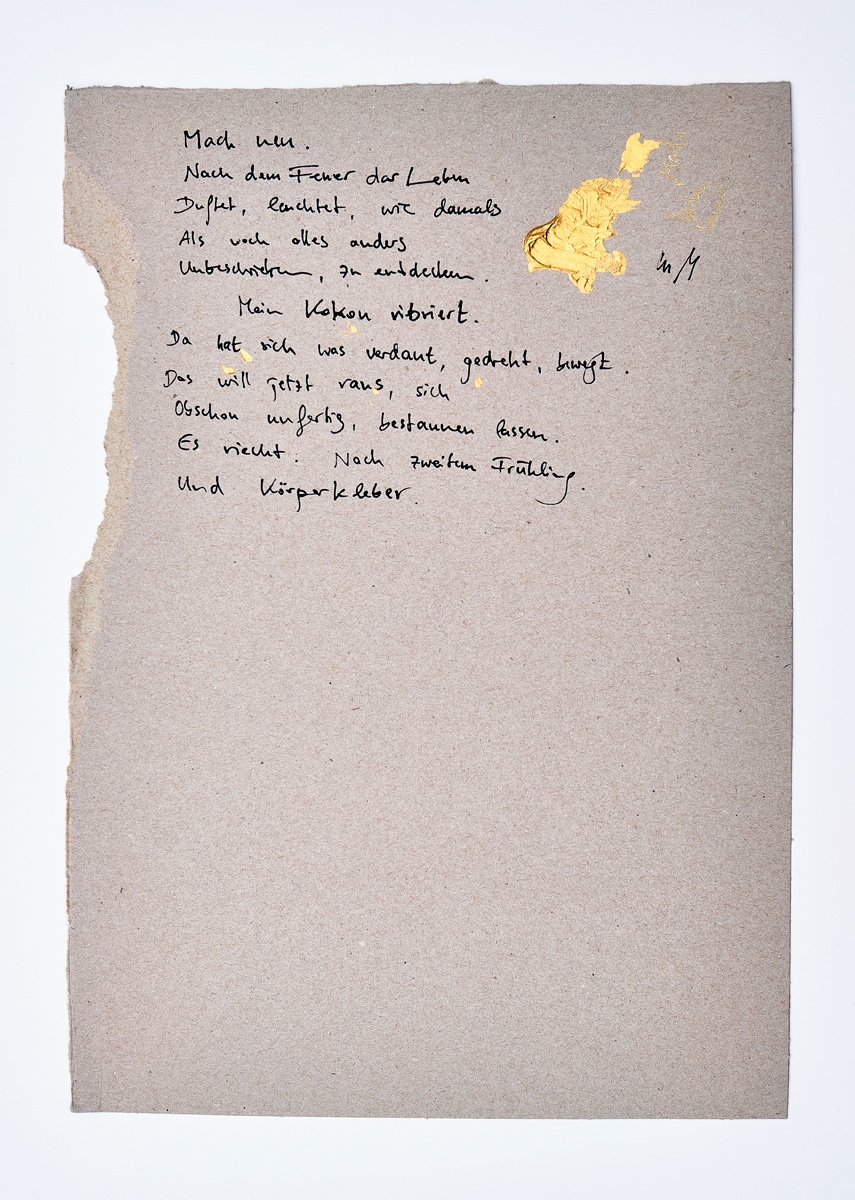 Mach neu.
Nach dem Feuer das Leben
Duftet, leuchtet, wie damals
Als noch alles anders
Unbeschrieben, zu entdecken.
Mein Kokon vibriert.
Da hat sich was verdaut, gedreht, bewegt.
Das will jetzt raus, sich
Obschon unfertig, bestaunen lassen.
Es riecht. Nach zweitem Frühling.
Und Körperkleber.